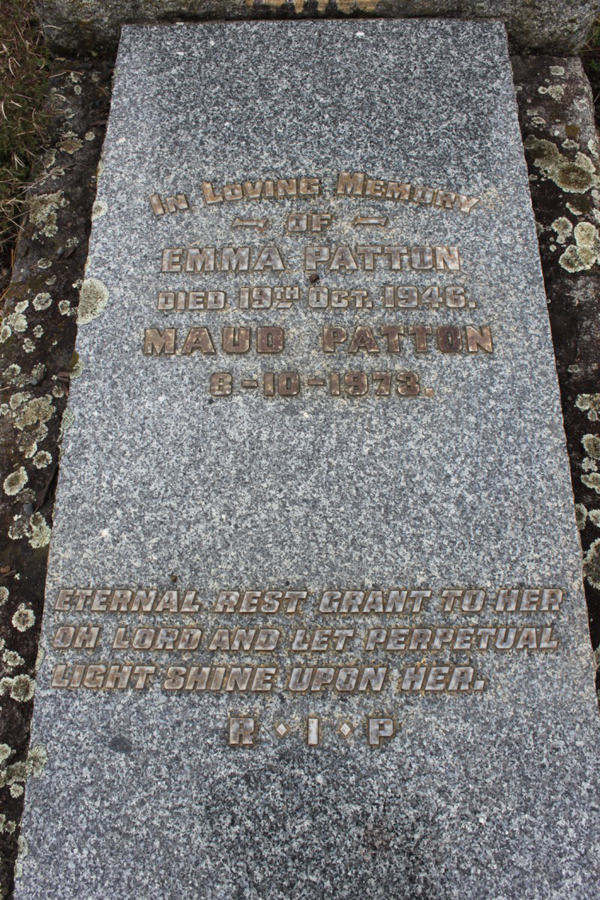 IN LOVING MEMORY
— OF —
EMMA PATTON
DIED 19TH OCT. 1946.
MAUD PATTON
8-10-1973.
ETERNAL REST GRANT TO HER
OH LORD AND LET PERPETUAL
LIGHT SHINE UPON HER.
R · I · P